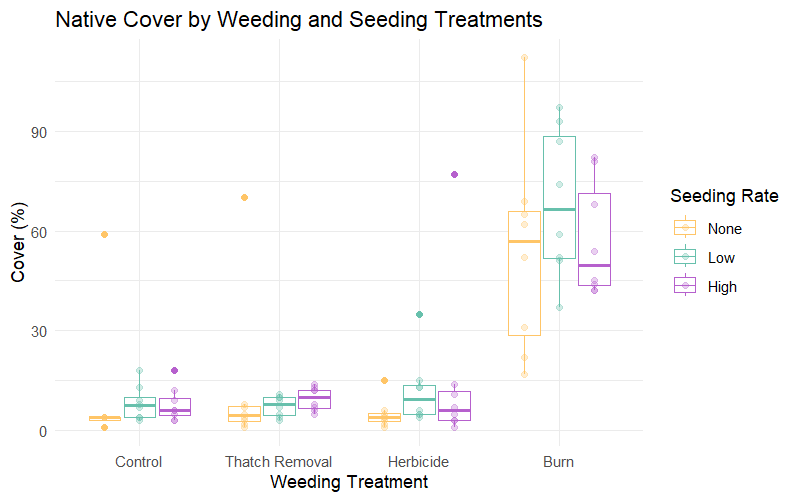 Native Cover by Weeding and Seeding Treatments
Cover (%)
90
60
30
0
Control
Thatch Removal
Herbicide
Burn
Weeding Treatment
Seeding Rate
None
Low
High